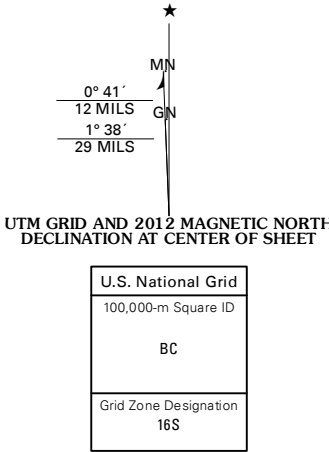 MN
0° 41´
12 MILS
GN
1° 38´
29 MILS
UTM GRID AND 2012 MAGNETIC NORTH
DECLINATION AT CENTER OF SHEET
U.S. National Grid
100,000-m Square ID
BC
Grid Zone Designation
16S